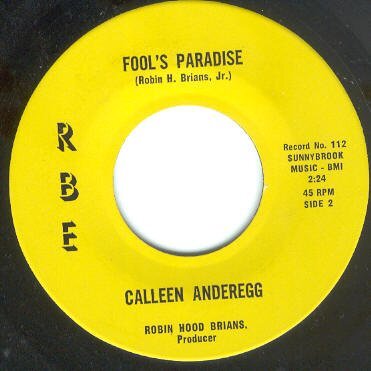 FOOL'S PARADISE
(Robin H. Brians, Jr.)
R
B
E
Record No. 112
SUNNYBROOK
MUSIC - BMI
2:24
45 RPM
SIDE 2
CALLEEN ANDEREGG
ROBIN HOOD BRIANS,
Producer